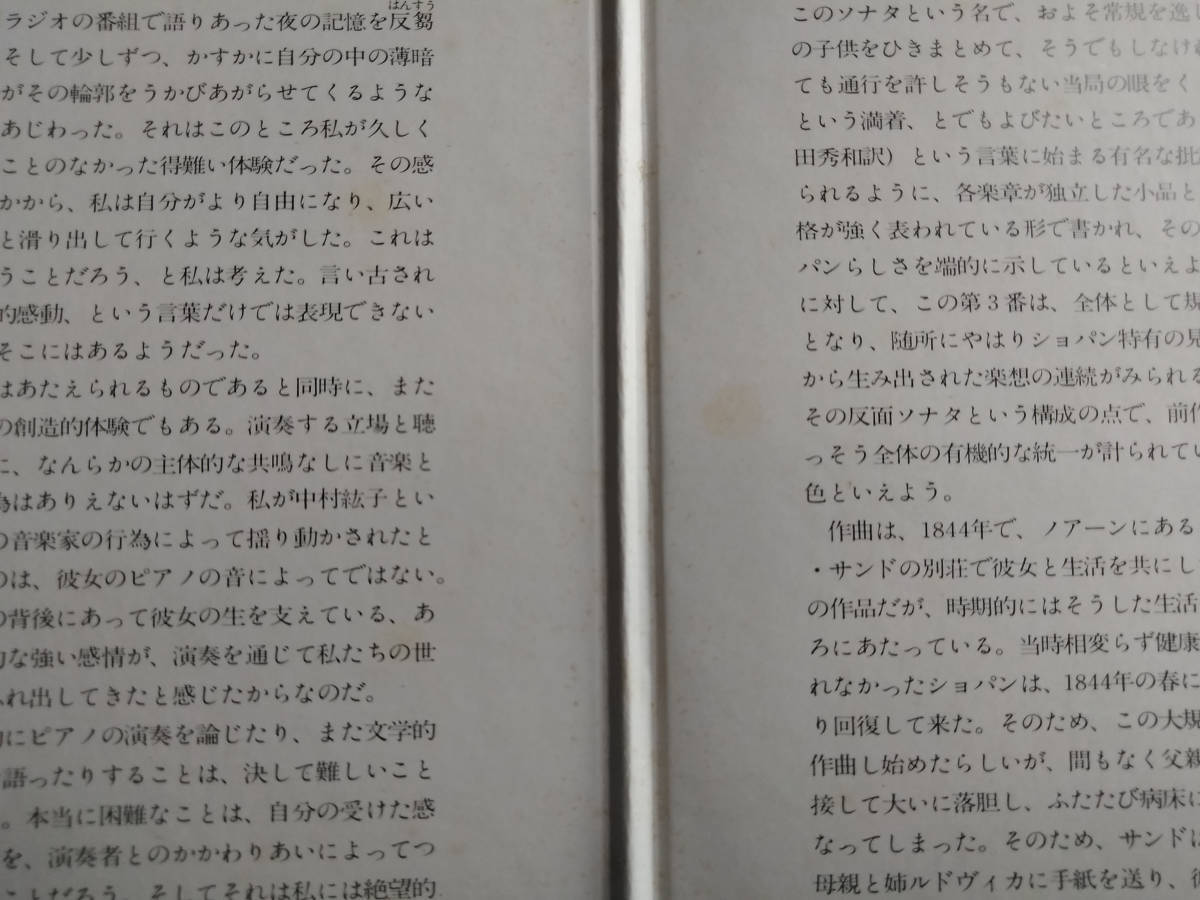 ラジオの番組で語りあった夜の記憶を反芻
はんすう
そして少しずつ、かすかに自分の中の薄暗
がその輪郭をうかびあがらせてくるような
あじわった。それはこのところ私が久しく
ことのなかった得難い体験だった。その感
かから、私は自分がより自由になり、広い
と滑り出して行くような気がした。これは
うことだろう、と私は考えた。言い古され
的感動、という言葉だけでは表現できない
そこにはあるようだった。
はあたえられるものであると同時に、また
の創造的体験でもある。演奏する立場と聴
に、なんらかの主体的な共鳴なしに音楽と
為はありえないはずだ。私が中村紘子とい
の音楽家の行為によって揺り動かされたと
のは、彼女のピアノの音によってではない。
の背後にあって彼女の生を支えている、あ
的な強い感情が、演奏を通じて私たちの世
ふれ出してきたと感じたからなのだ。
的にピアノの演奏を論じたり、また文学的
語ったりすることは、決して難しいこと
。本当に困難なことは、自分の受けた感
を、演奏者とのかかわりあいによってつ
ことだろう。そしてそれは私には絶望的
このソナタという名で、およそ常規を逸し
の子供をひきまとめて、そうでもしなけれ
ても通行を許しそうもない当局の眼をく
という満着、とでもよびたいところであ
田秀和訳）という言葉に始まる有名な批
られるように、各楽章が独立した小品と
格が強く表われている形で書かれ、その
パンらしさを端的に示しているといえよ
に対して、この第3番は、全体として規
となり、随所にやはりショパン特有の見
から生み出された楽想の連続がみられる
その反面ソナタという構成の点で、前作
っそう全体の有機的な統一が計られてい
色といえよう。
作曲は、1844年で、ノアーンにある
・サンドの別荘で彼女と生活を共にし
の作品だが、時期的にはそうした生活
ろにあたっている。当時相変らず健康
れなかったショパンは、1844年の春に
り回復して来た。そのため、この大規
作曲し始めたらしいが、間もなく父親
接して大いに落胆し、ふたたび病床に
なってしまった。そのため、サンドは
母親と姉ルドヴィカに手紙を送り、彼